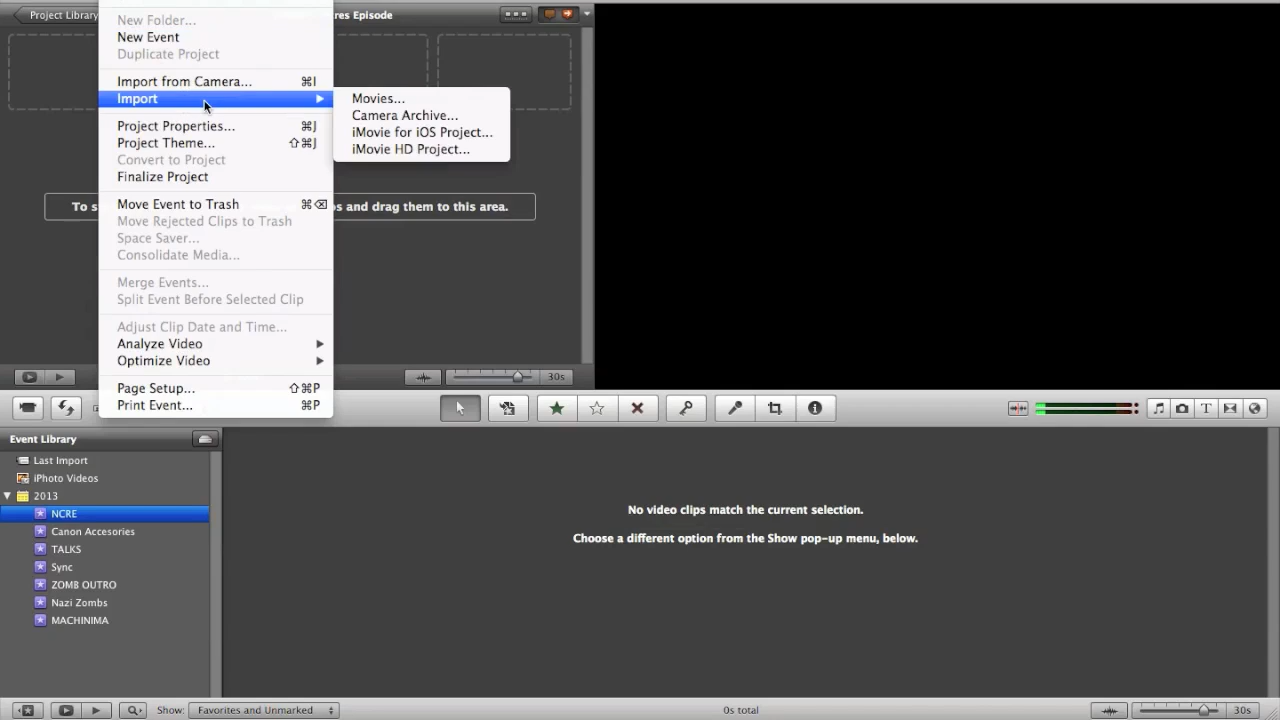 Project Library
res Episode
New Folder...
New Event
Duplicate Project
Import from Camera... ⌘I
Import
Movies...
Camera Archive...
iMovie for iOS Project...
iMovie HD Project...
Project Properties... ⌘J
Project Theme... ⇧⌘J
Convert to Project
Finalize Project
Move Event to Trash ⌘⌫
Move Rejected Clips to Trash
Space Saver...
Consolidate Media...
Merge Events...
Split Event Before Selected Clip
Adjust Clip Date and Time...
Analyze Video
Optimize Video
Page Setup... ⇧⌘P
Print Event... ⌘P
To s
s and drag them to this area.
30s
Event Library
Last Import
iPhoto Videos
2013
NCRE
Canon Accesories
TALKS
Sync
ZOMB OUTRO
Nazi Zombs
MACHINIMA
No video clips match the current selection.
Choose a different option from the Show pop-up menu, below.
Show: Favorites and Unmarked
0s total
30s